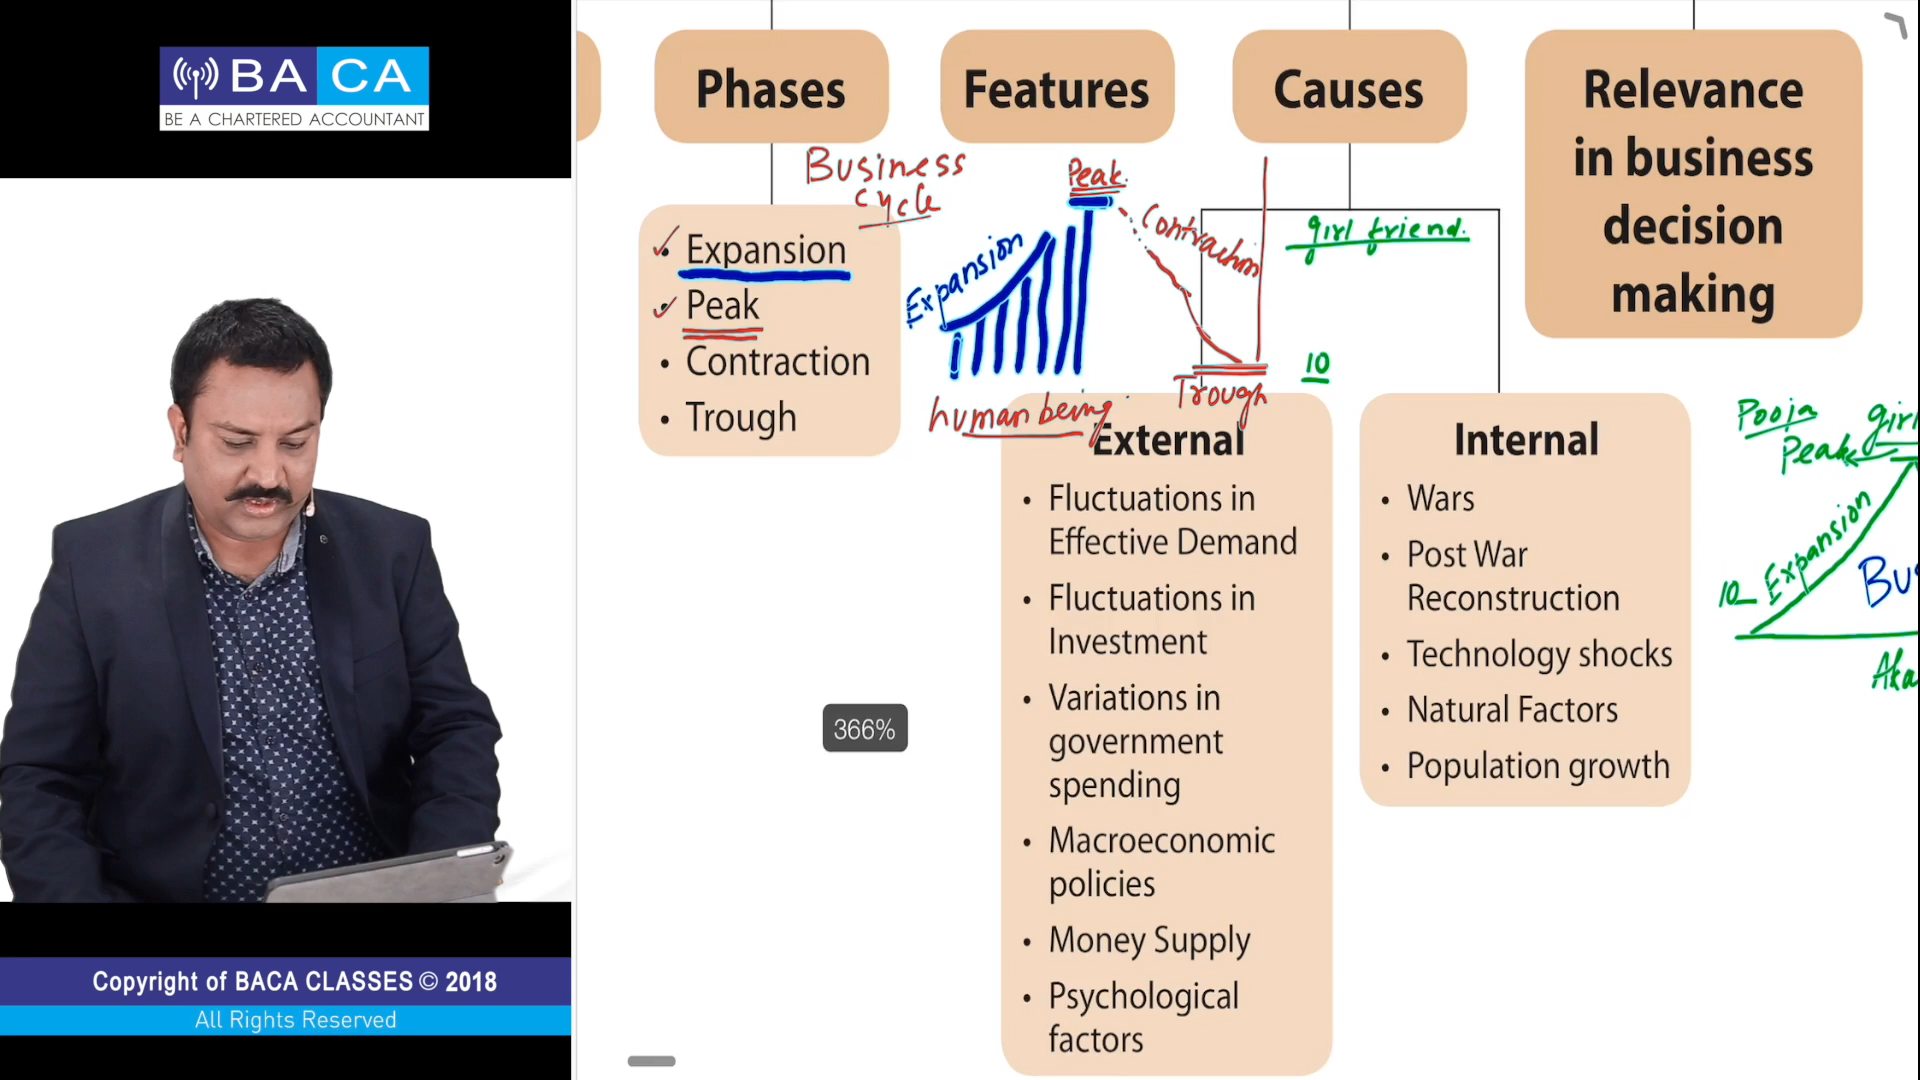 BA CA
BE A CHARTERED ACCOUNTANT
Phases
Features
Causes
Relevance
in business
decision
making
Business
cycle
Peak
Contraction
girl friend.
• Expansion
• Peak
• Contraction
• Trough
Expansion
10
Trough
human being
External
• Fluctuations in
Effective Demand
• Fluctuations in
Investment
• Variations in
government
spending
• Macroeconomic
policies
• Money Supply
• Psychological
factors
Internal
• Wars
• Post War
Reconstruction
• Technology shocks
• Natural Factors
• Population growth
Pooja girl
Peak
Expansion
10
Bus
Aka
366%
Copyright of BACA CLASSES © 2018
All Rights Reserved